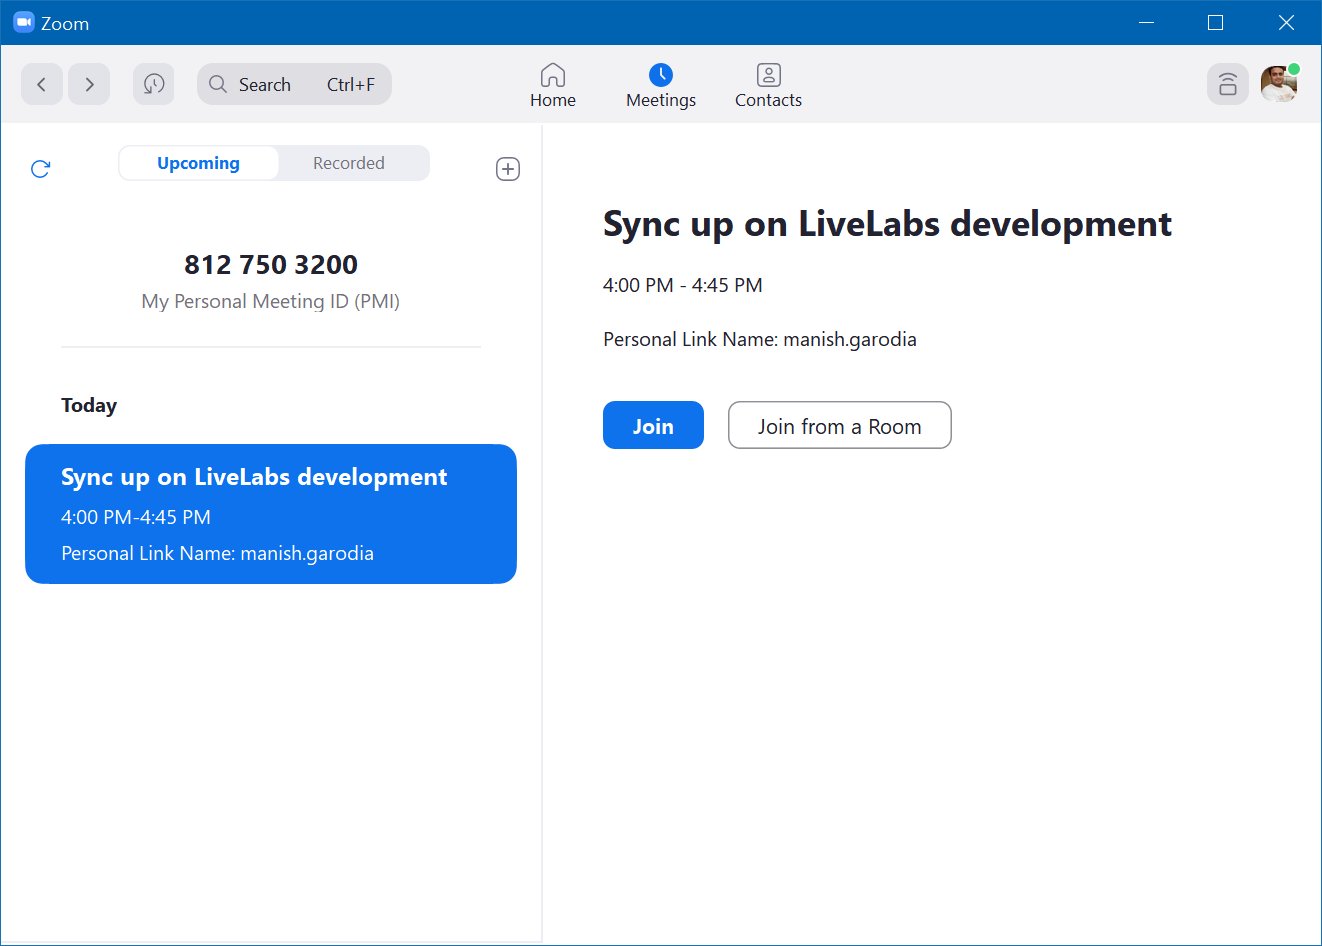 Zoom
Search Ctrl+F
Home
Meetings
Contacts
Upcoming
Recorded
812 750 3200
My Personal Meeting ID (PMI)
Today
Sync up on LiveLabs development
4:00 PM-4:45 PM
Personal Link Name: manish.garodia
Sync up on LiveLabs development
4:00 PM - 4:45 PM
Personal Link Name: manish.garodia
Join
Join from a Room